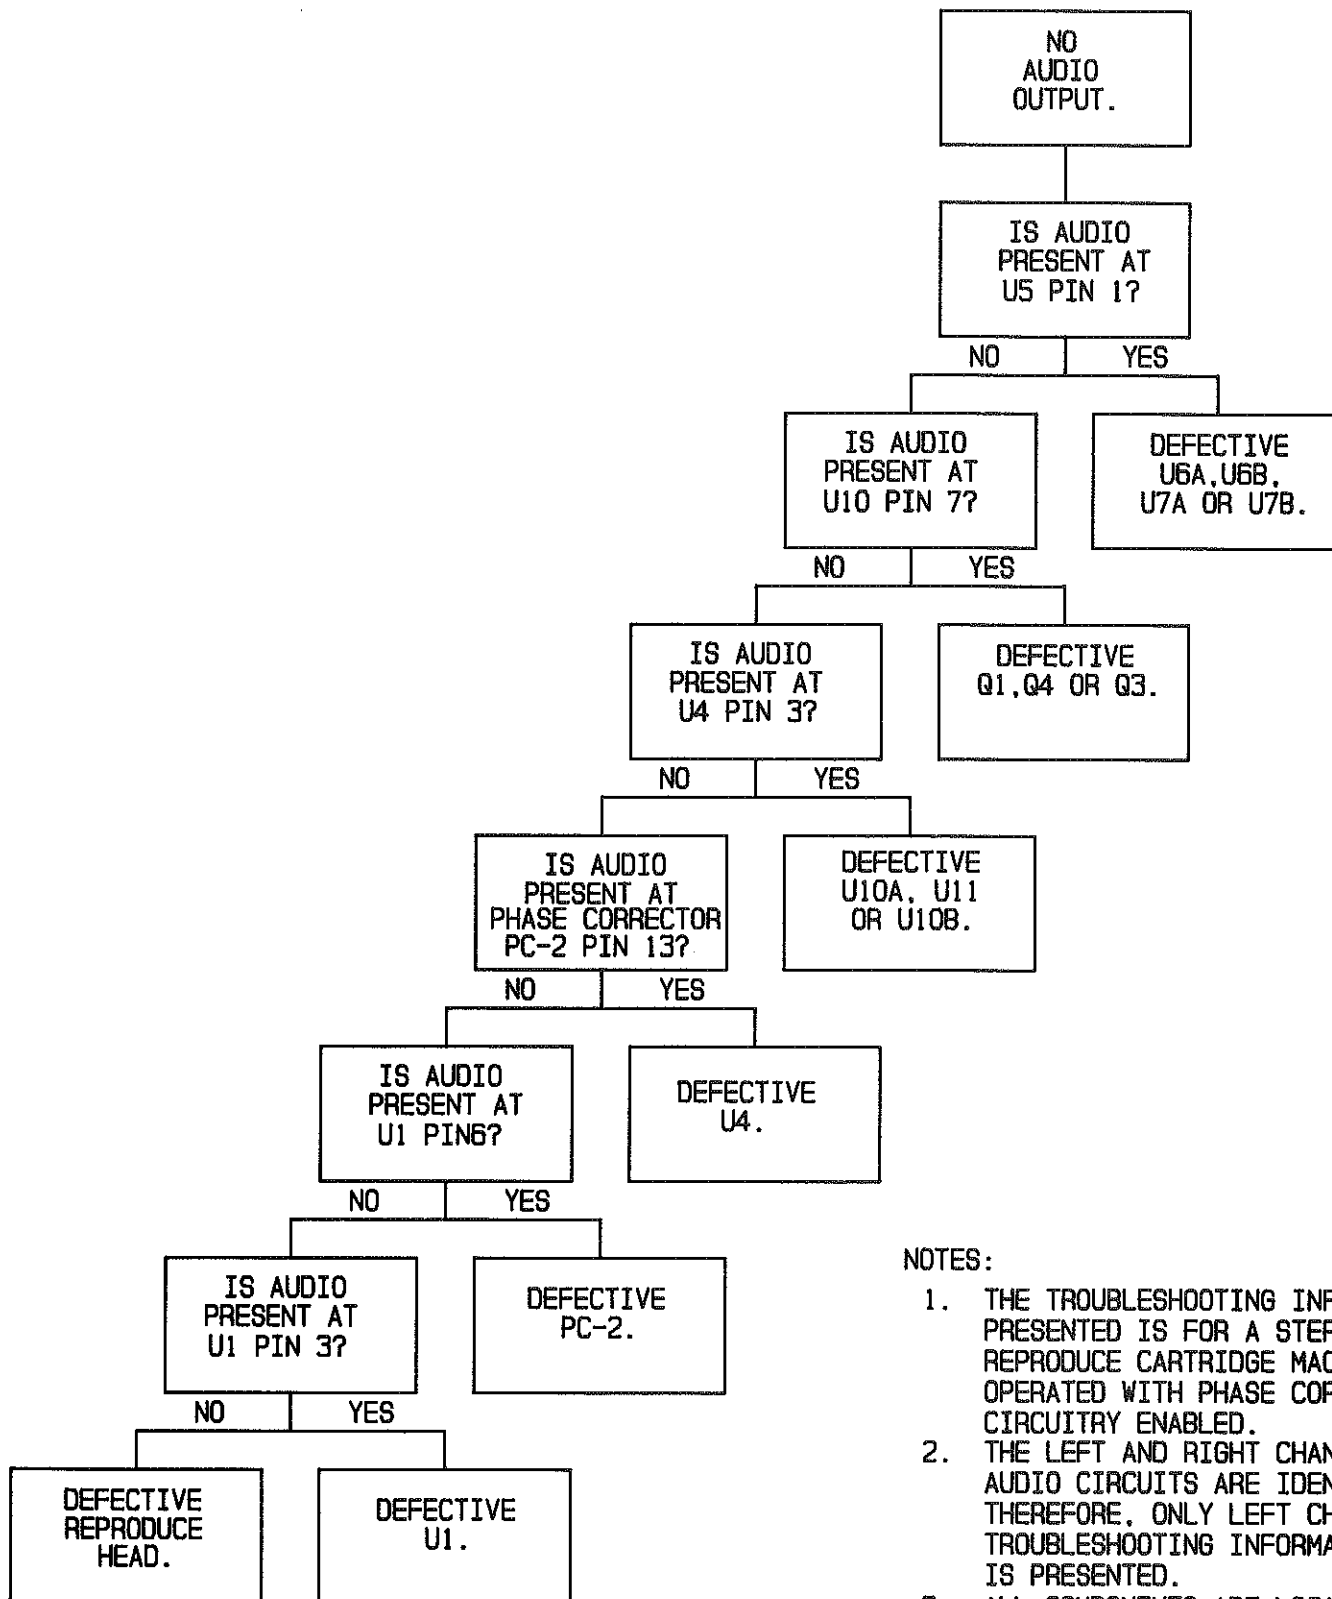 NO
AUDIO
OUTPUT.
IS AUDIO
PRESENT AT
U5 PIN 1?
NO YES
IS AUDIO
PRESENT AT
U10 PIN 7?
DEFECTIVE
U6A,U6B,
U7A OR U7B.
NO YES
IS AUDIO
PRESENT AT
U4 PIN 3?
DEFECTIVE
Q1,Q4 OR Q3.
NO YES
IS AUDIO
PRESENT AT
PHASE CORRECTOR
PC-2 PIN 13?
DEFECTIVE
U10A, U11
OR U10B.
NO YES
IS AUDIO
PRESENT AT
U1 PIN6?
DEFECTIVE
U4.
NO YES
IS AUDIO
PRESENT AT
U1 PIN 3?
DEFECTIVE
PC-2.
NO YES
DEFECTIVE
REPRODUCE
HEAD.
DEFECTIVE
U1.
NOTES:
1. THE TROUBLESHOOTING
PRESENTED IS FOR A
REPRODUCE CARTRIDGE
OPERATED WITH PHASE
CIRCUITRY ENABLED.
2. THE LEFT AND RIGHT
AUDIO CIRCUITS ARE
THEREFORE, ONLY LEFT
TROUBLESHOOTING
IS PRESENTED.